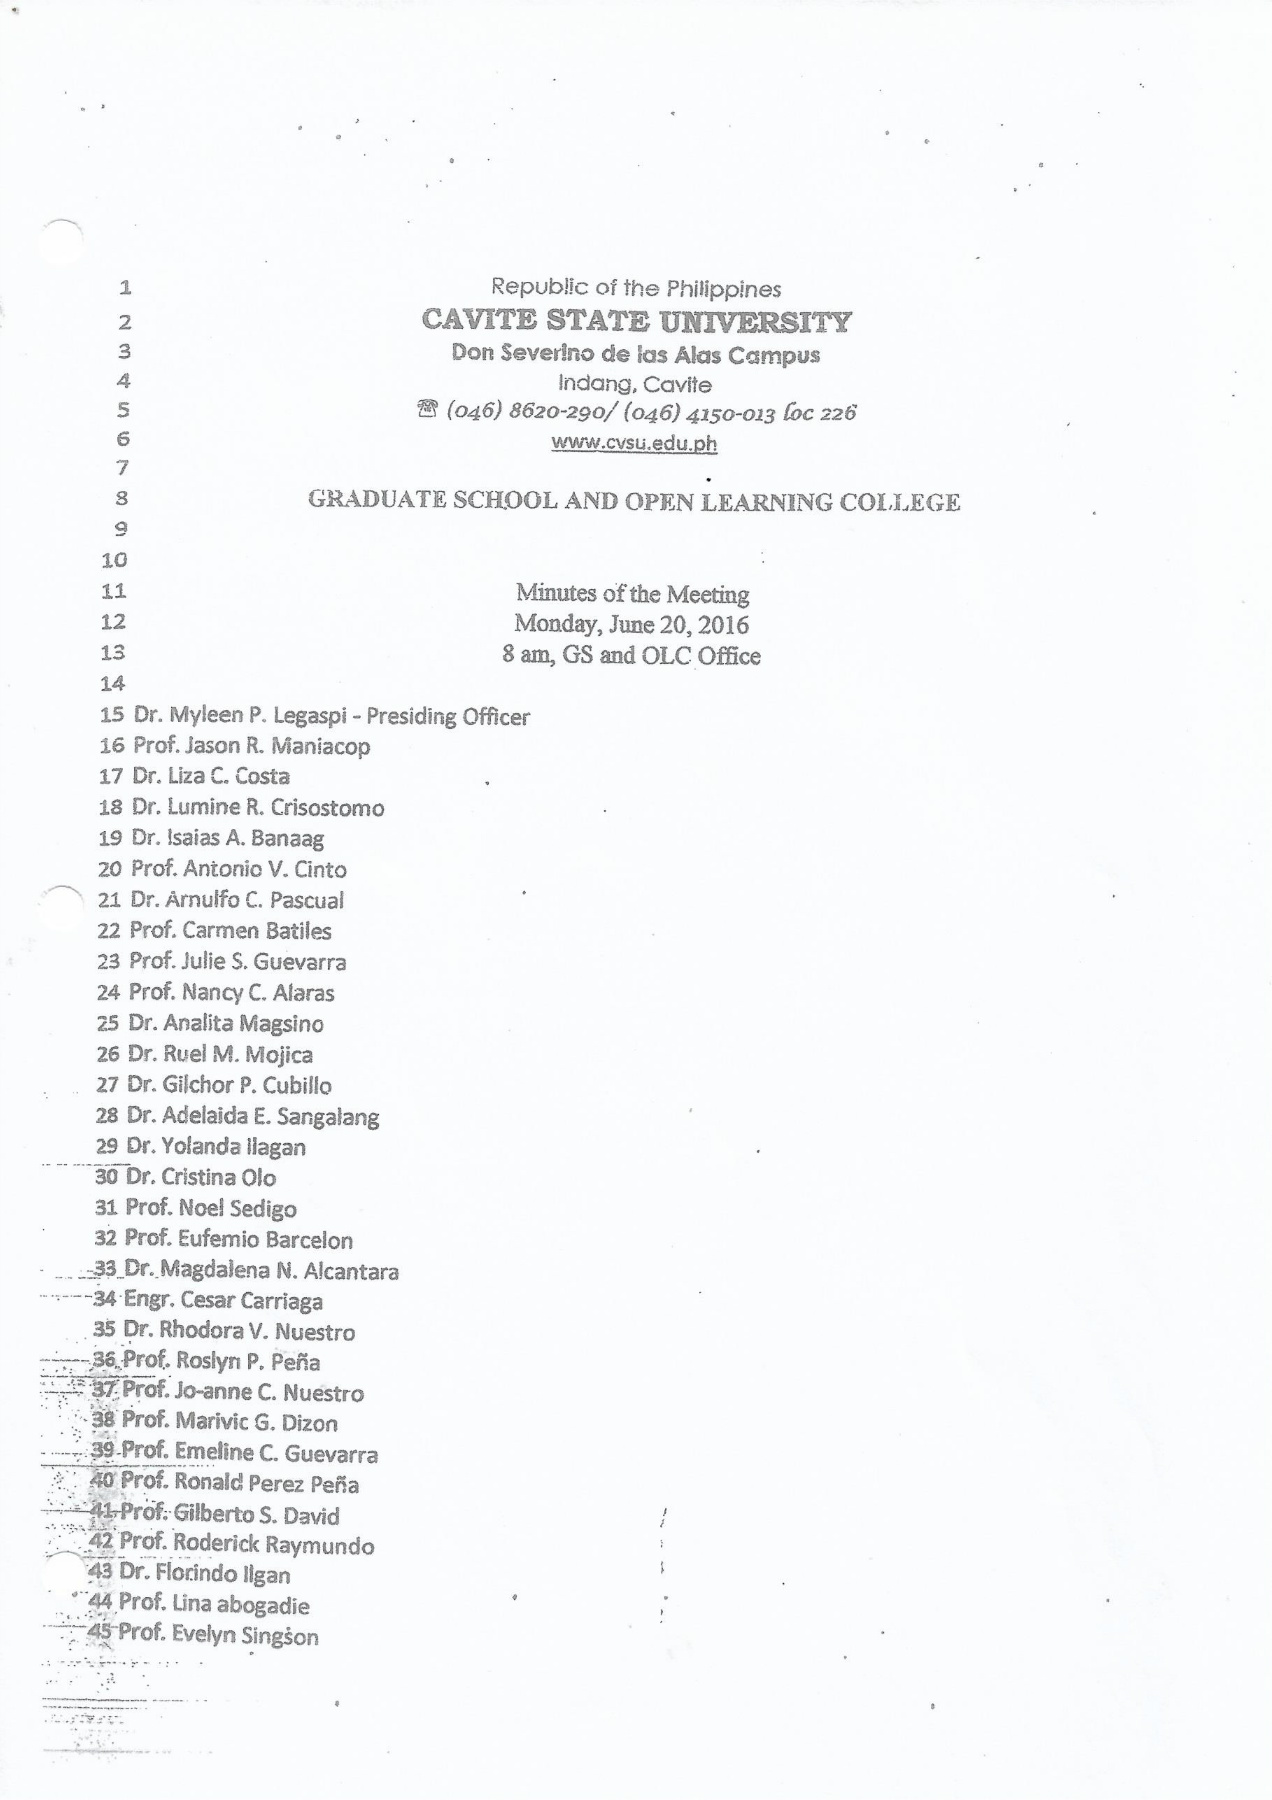 1 Republic of the Philippines
2 CAVITE STATE UNIVERSITY
3 Don Severino de las Alas Campus
4 Indang, Cavite
5 ☎ (046) 8620-290/ (046) 4150-013 loc 226
6 www.cvsu.edu.ph
7
8 GRADUATE SCHOOL AND OPEN LEARNING COLLEGE
9
10
11 Minutes of the Meeting
12 Monday, June 20, 2016
13 8 am, GS and OLC Office
14
15 Dr. Myleen P. Legaspi - Presiding Officer
16 Prof. Jason R. Maniacop
17 Dr. Liza C. Costa
18 Dr. Lumine R. Crisostomo
19 Dr. Isaias A. Banaag
20 Prof. Antonio V. Cinto
21 Dr. Arnulfo C. Pascual
22 Prof. Carmen Batiles
23 Prof. Julie S. Guevarra
24 Prof. Nancy C. Alaras
25 Dr. Analita Magsino
26 Dr. Ruel M. Mojica
27 Dr. Gilchor P. Cubillo
28 Dr. Adelaida E. Sangalang
29 Dr. Yolanda Ilagan
30 Dr. Cristina Olo
31 Prof. Noel Sedigo
32 Prof. Eufemio Barcelon
33 Dr. Magdalena N. Alcantara
34 Engr. Cesar Carriaga
35 Dr. Rhodora V. Nuestro
36 Prof. Roslyn P. Peña
37 Prof. Jo-anne C. Nuestro
38 Prof. Marivic G. Dizon
39 Prof. Emeline C. Guevarra
40 Prof. Ronald Perez Peña
41 Prof. Gilberto S. David
42 Prof. Roderick Raymundo
43 Dr. Florindo Ilgan
44 Prof. Lina abogadie
45 Prof. Evelyn Singson